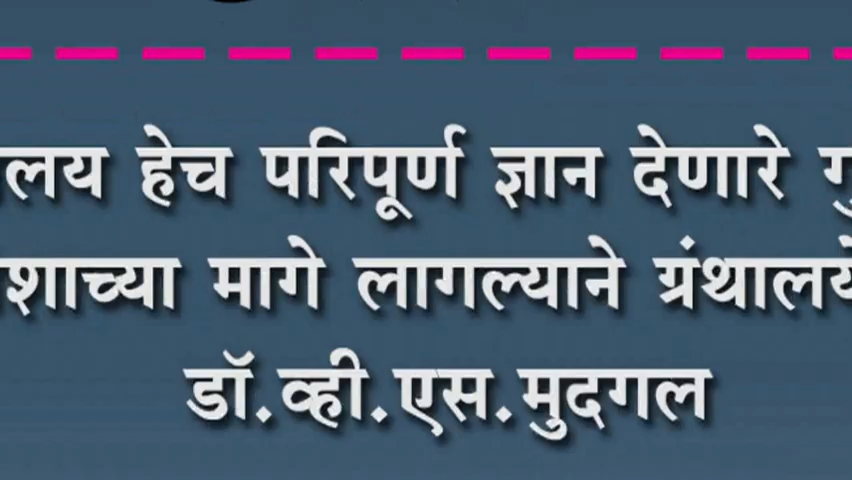 हेच परिपूर्ण ज्ञान देणारे
मागे लागल्याने
डॉ.व्ही.एस.मुदगल